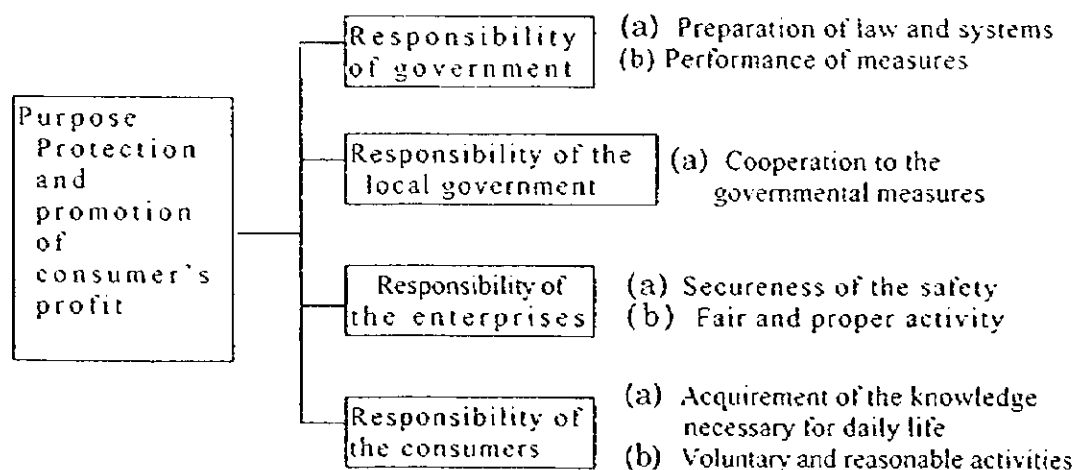 Purpose
Protection
and
promotion
of
consumer's
profit
Responsibility
of government
(a) Preparation of law and systems
(b) Performance of measures
Responsibility of the
local government
(a) Cooperation to the
governmental measures
Responsibility of
the enterprises
(a) Secureness of the safety
(b) Fair and proper activity
Responsibility of
the consumers
(a) Acquirement of the knowledge
necessary for daily life
(b) Voluntary and reasonable activities